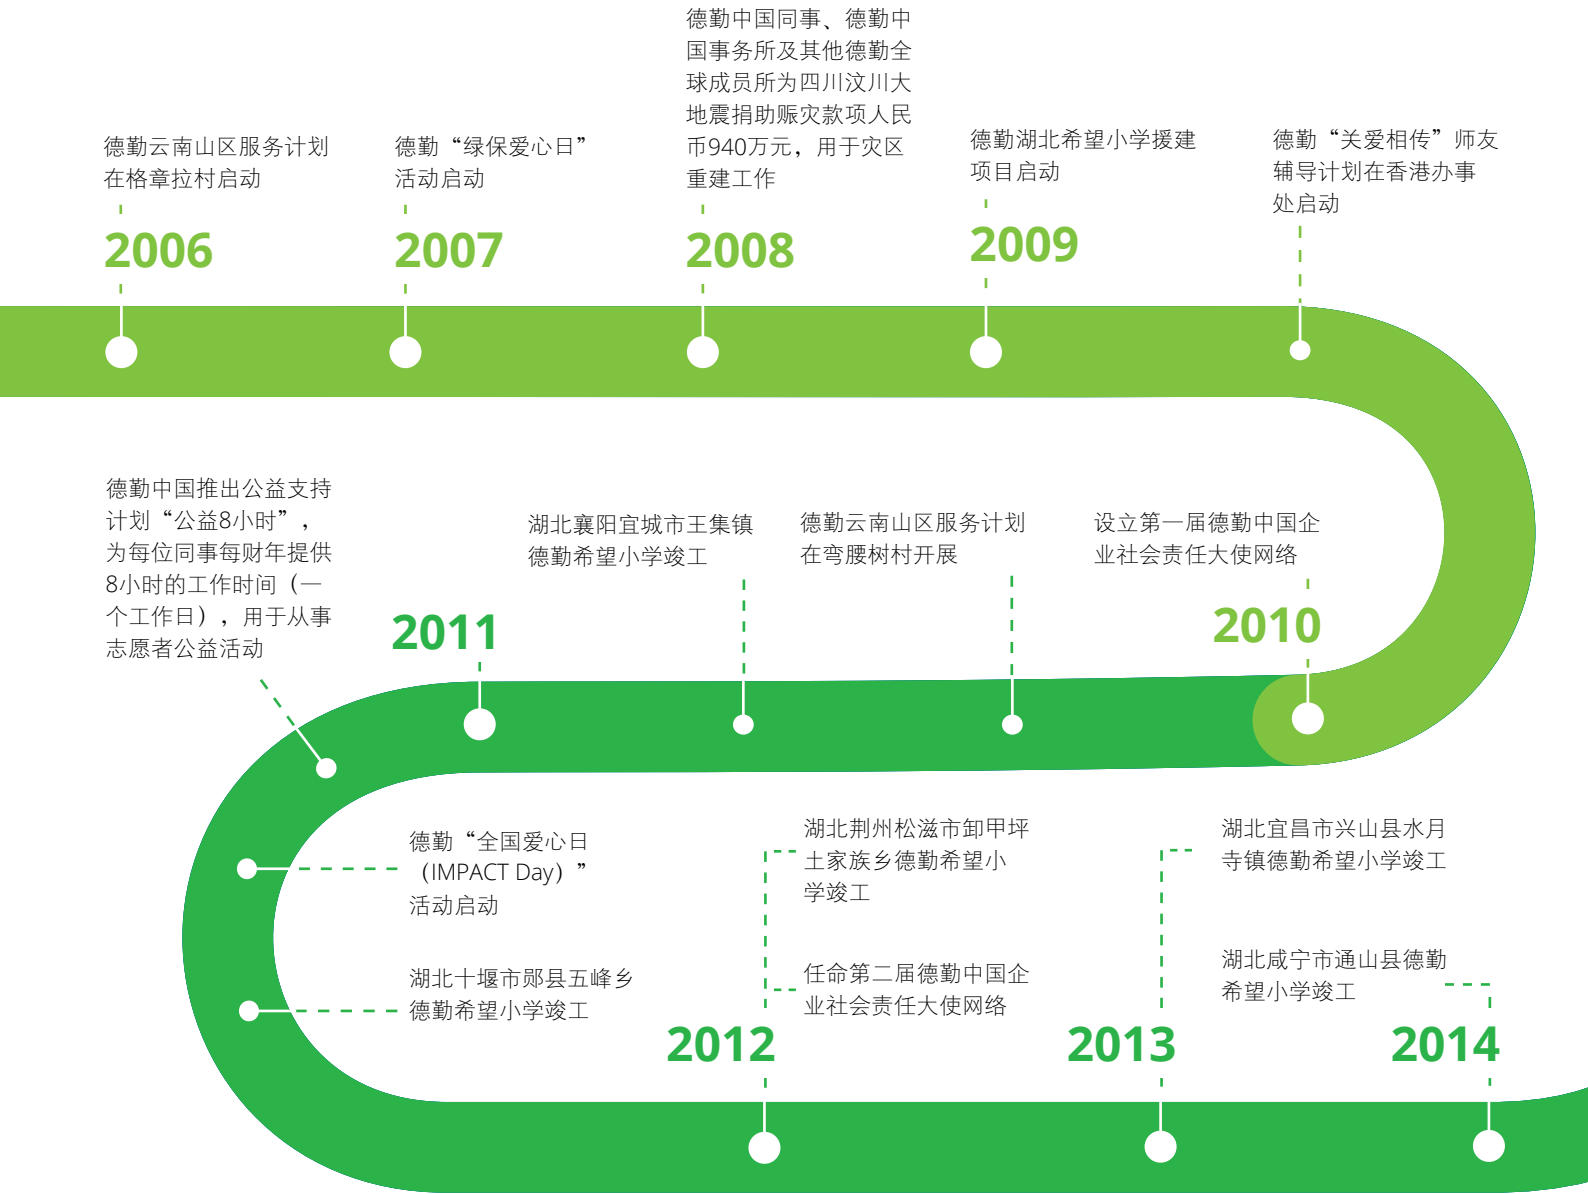 德勤云南山区服务计划
在格章拉村启动
2006
德勤“绿保爱心日”
活动启动
2007
德勤中国同事、德勤中
国事务所及其他德勤全
球成员所为四川汶川大
地震捐助赈灾款项人民
币940万元，用于灾区
重建工作
2008
德勤湖北希望小学援建
项目启动
2009
德勤“关爱相传”师友
辅导计划在香港办事
处启动
设立第一届德勤中国企
业社会责任大使网络
2010
德勤云南山区服务计划
在弯腰树村开展
湖北襄阳宜城市王集镇
德勤希望小学竣工
2011
德勤中国推出公益支持
计划“公益8小时”，
为每位同事每财年提供
8小时的工作时间（一
个工作日），用于从事
志愿者公益活动
德勤“全国爱心日
（IMPACT Day）”
活动启动
湖北十堰市郧县五峰乡
德勤希望小学竣工
湖北荆州松滋市卸甲坪
土家族乡德勤希望小
学竣工
任命第二届德勤中国企
业社会责任大使网络
2012
湖北宜昌市兴山县水月
寺镇德勤希望小学竣工
2013
湖北咸宁市通山县德勤
希望小学竣工
2014